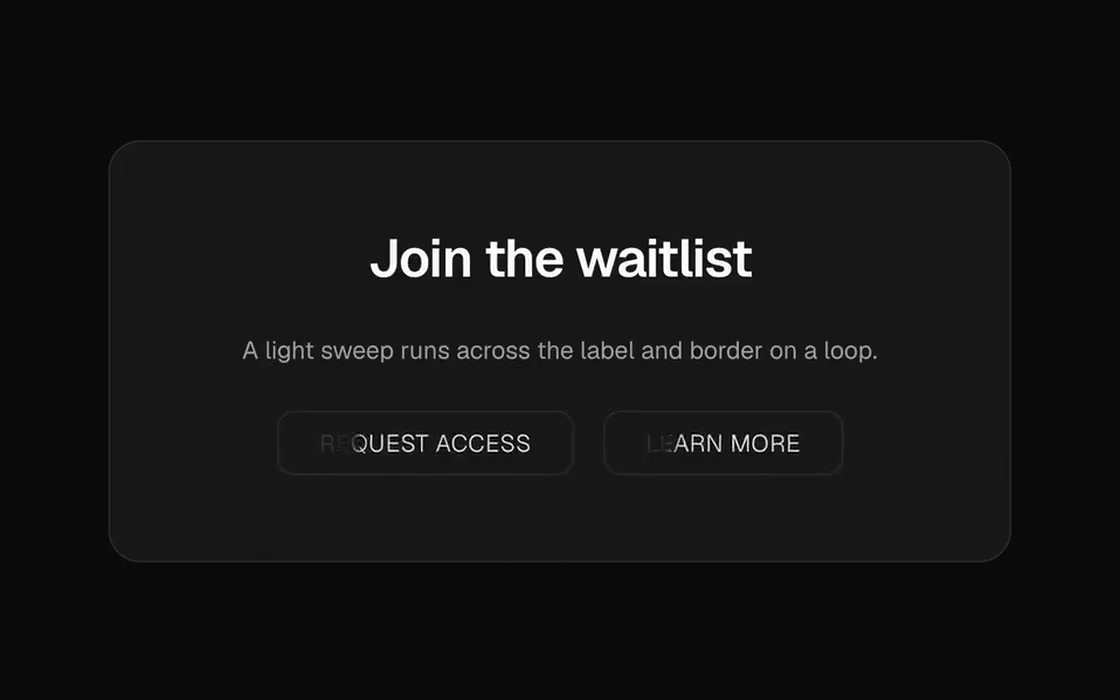 Join the waitlist
A light sweep runs across the label and border on a loop.
REQUEST ACCESS
LEARN MORE